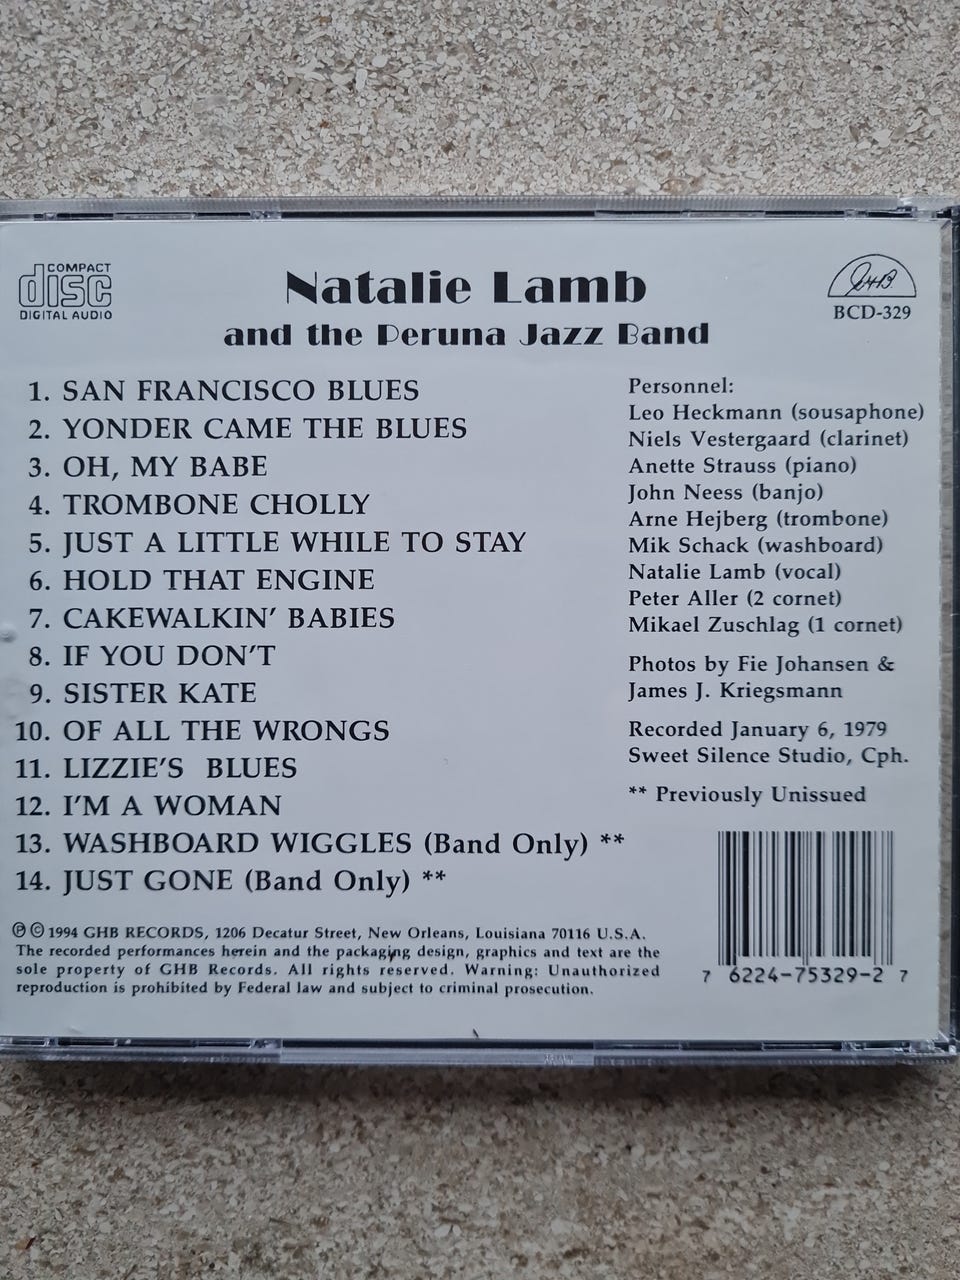 COMPACT
disc
DIGITAL AUDIO
Natalie Lamb
and the Peruna Jazz Band
GHB
BCD-329
1. SAN FRANCISCO BLUES
2. YONDER CAME THE BLUES
3. OH, MY BABE
4. TROMBONE CHOLLY
5. JUST A LITTLE WHILE TO STAY
6. HOLD THAT ENGINE
7. CAKEWALKIN' BABIES
8. IF YOU DON'T
9. SISTER KATE
10. OF ALL THE WRONGS
11. LIZZIE'S BLUES
12. I'M A WOMAN
13. WASHBOARD WIGGLES (Band Only) **
14. JUST GONE (Band Only) **
Personnel:
Leo Heckmann (sousaphone)
Niels Vestergaard (clarinet)
Anette Strauss (piano)
John Neess (banjo)
Arne Hejberg (trombone)
Mik Schack (washboard)
Natalie Lamb (vocal)
Peter Aller (2 cornet)
Mikael Zuschlag (1 cornet)
Photos by Fie Johansen &
James J. Kriegsmann
Recorded January 6, 1979
Sweet Silence Studio, Cph.
** Previously Unissued
℗ © 1994 GHB RECORDS, 1206 Decatur Street, New Orleans, Louisiana 70116 U.S.A.
The recorded performances herein and the packaging design, graphics and text are the
sole property of GHB Records. All rights reserved. Warning: Unauthorized
reproduction is prohibited by Federal law and subject to criminal prosecution.
7 6224-75329-2 7